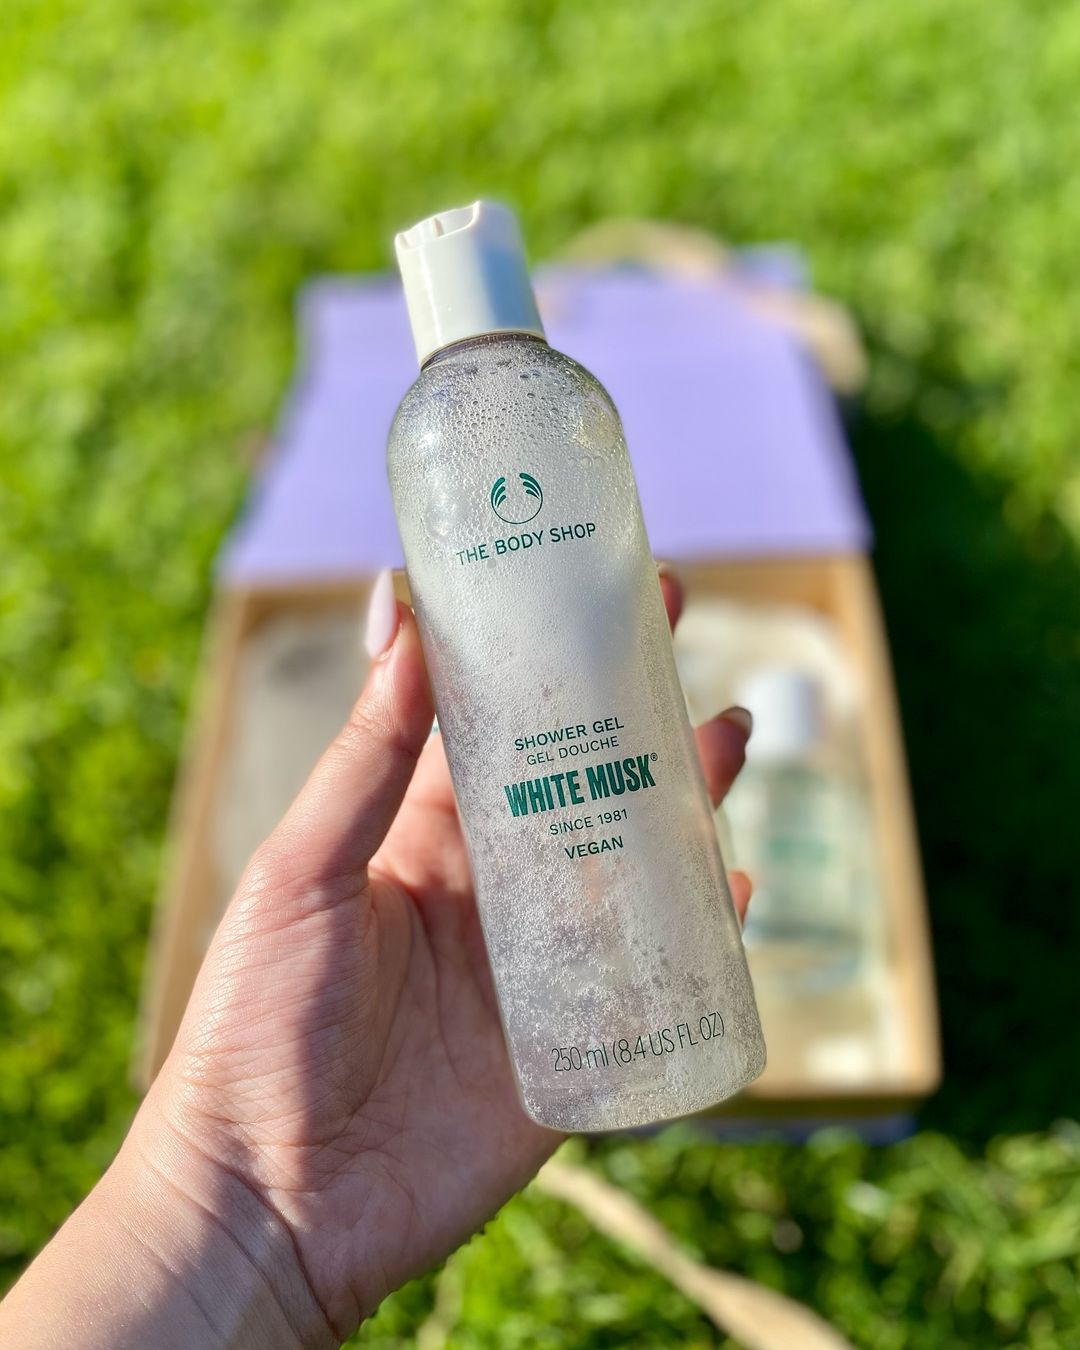 THE BODY SHOP
SHOWER GEL
GEL DOUCHE
WHITE MUSK®
SINCE 1981
VEGAN
250 ml (8.4 US FL OZ)